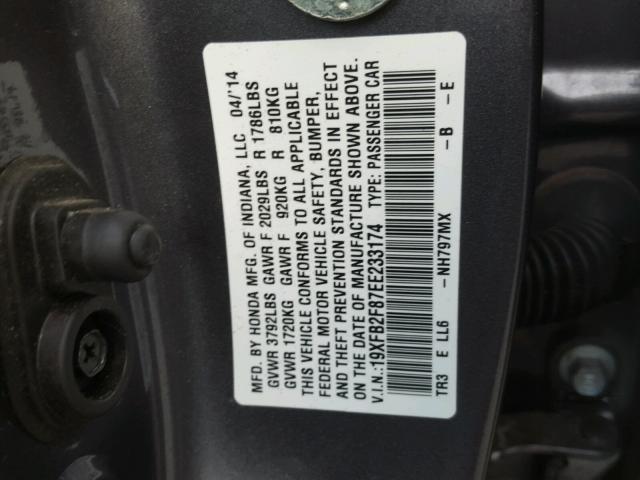 MFD. BY HONDA MFG. OF INDIANA, LLC 04/'14
GVWR 3792LBS GAWR F 2029LBS R 1786LBS
GVWR 1720KG GAWR F 920KG R 810KG
THIS VEHICLE CONFORMS TO ALL APPLICABLE
FEDERAL MOTOR VEHICLE SAFETY, BUMPER,
AND THEFT PREVENTION STANDARDS IN EFFECT
ON THE DATE OF MANUFACTURE SHOWN ABOVE.
V.I.N.: 19XFB2F87EE233174 TYPE: PASSENGER CAR
TR3 E LL6 -NH797MX -B -E